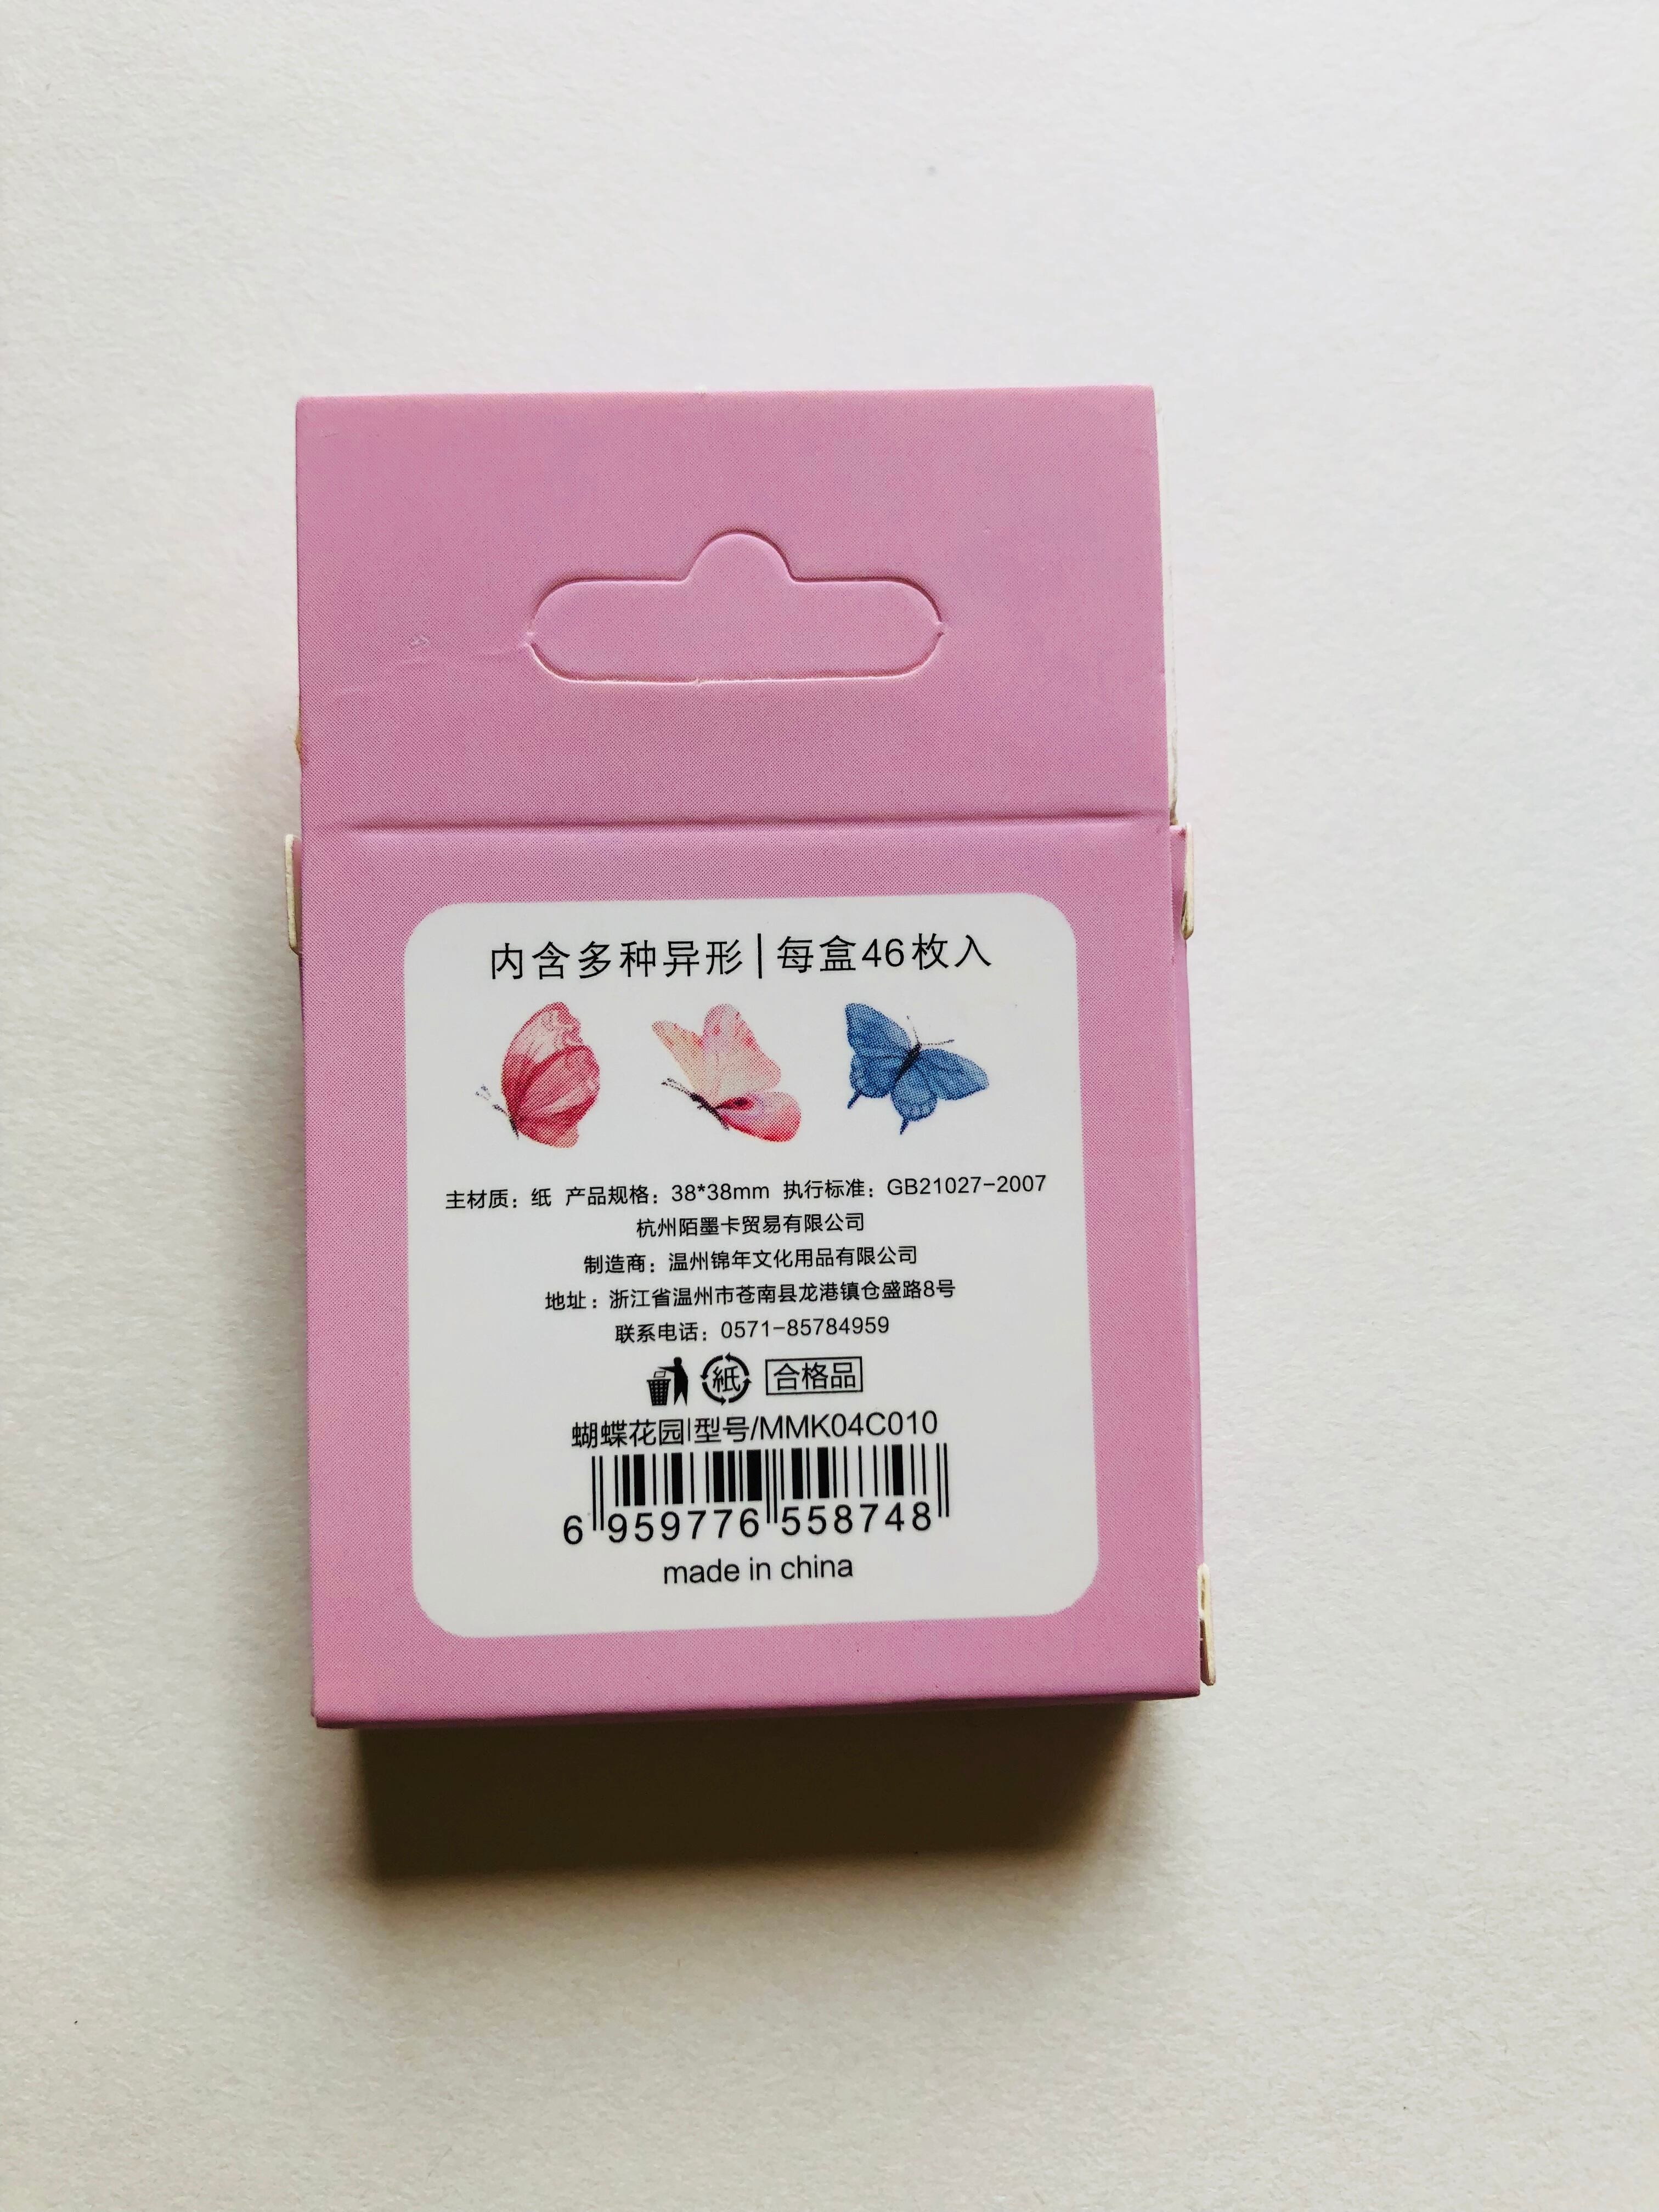 内含多种异形|每盒46枚入
主材质：纸 产品规格：38*38mm 执行标准：GB21027-2007
杭州陌墨卡贸易有限公司
制造商：温州锦年文化用品有限公司
地址：浙江省温州市苍南县龙港镇仓盛路8号
联系电话：0571-85784959
紙 合格品
蝴蝶花园|型号/MMK04C010
6 959776 558748
made in china